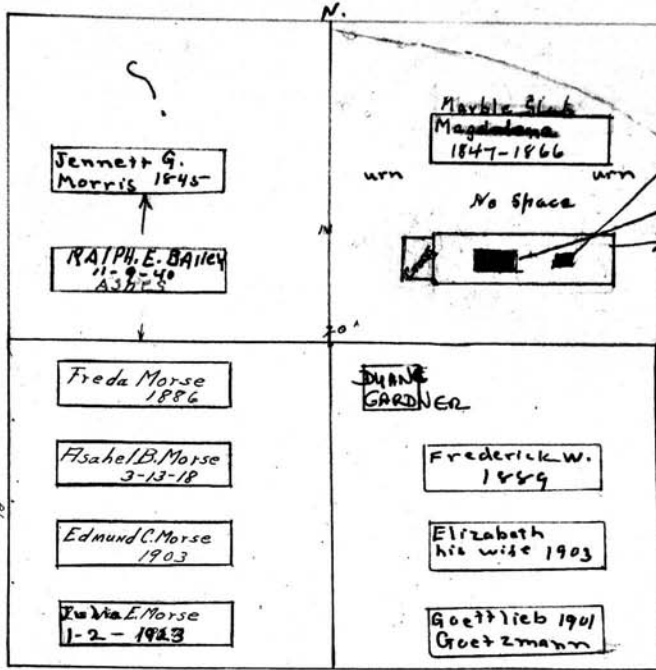 N.
?
Jennett G.
Morris 1845
RAlPH. E. BAIley
11-9-40
ASHES
Marble Slab
Magdalena
1847-1866
urn
urn
No Space
20'
Freda Morse
1886
Asahel B. Morse
3-13-18
Edmund C. Morse
1903
E. Morse
1-2-1923
DUANE
GARDNER
Frederick W.
1889
Elizabeth
his wife 1903
Goettlieb 1901
Goetzmann